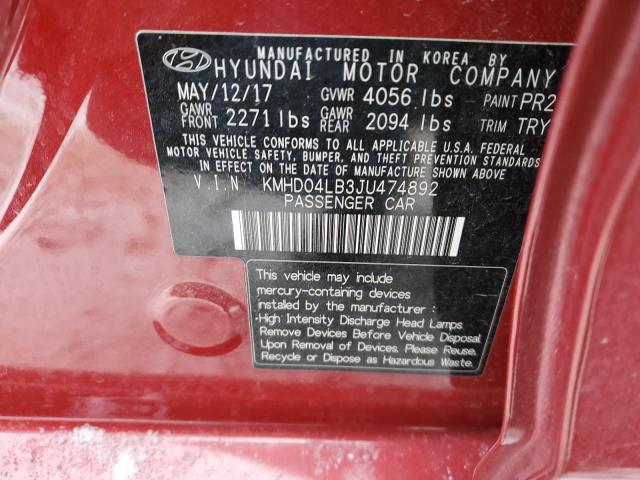 MANUFACTURED IN KOREA BY
HYUNDAI MOTOR COMPANY
MAY/12/17 GVWR 4056 lbs PAINT PR2
GAWR FRONT 2271 lbs GAWR REAR 2094 lbs TRIM TRY
THIS VEHICLE CONFORMS TO ALL APPLICABLE U.S.A. FEDERAL
MOTOR VEHICLE SAFETY, BUMPER, AND THEFT PREVENTION STANDARDS
IN EFFECT ON THE DATE OF MANUFACTURE SHOWN ABOVE
V.I.N KMHD04LB3JU474892
PASSENGER CAR
This vehicle may include
mercury-containing devices
installed by the manufacturer :
High Intensity Discharge Head Lamps
Remove Devices Before Vehicle Disposal
Upon Removal of Devices, Please Reuse,
Recycle or Dispose as Hazardous Waste.